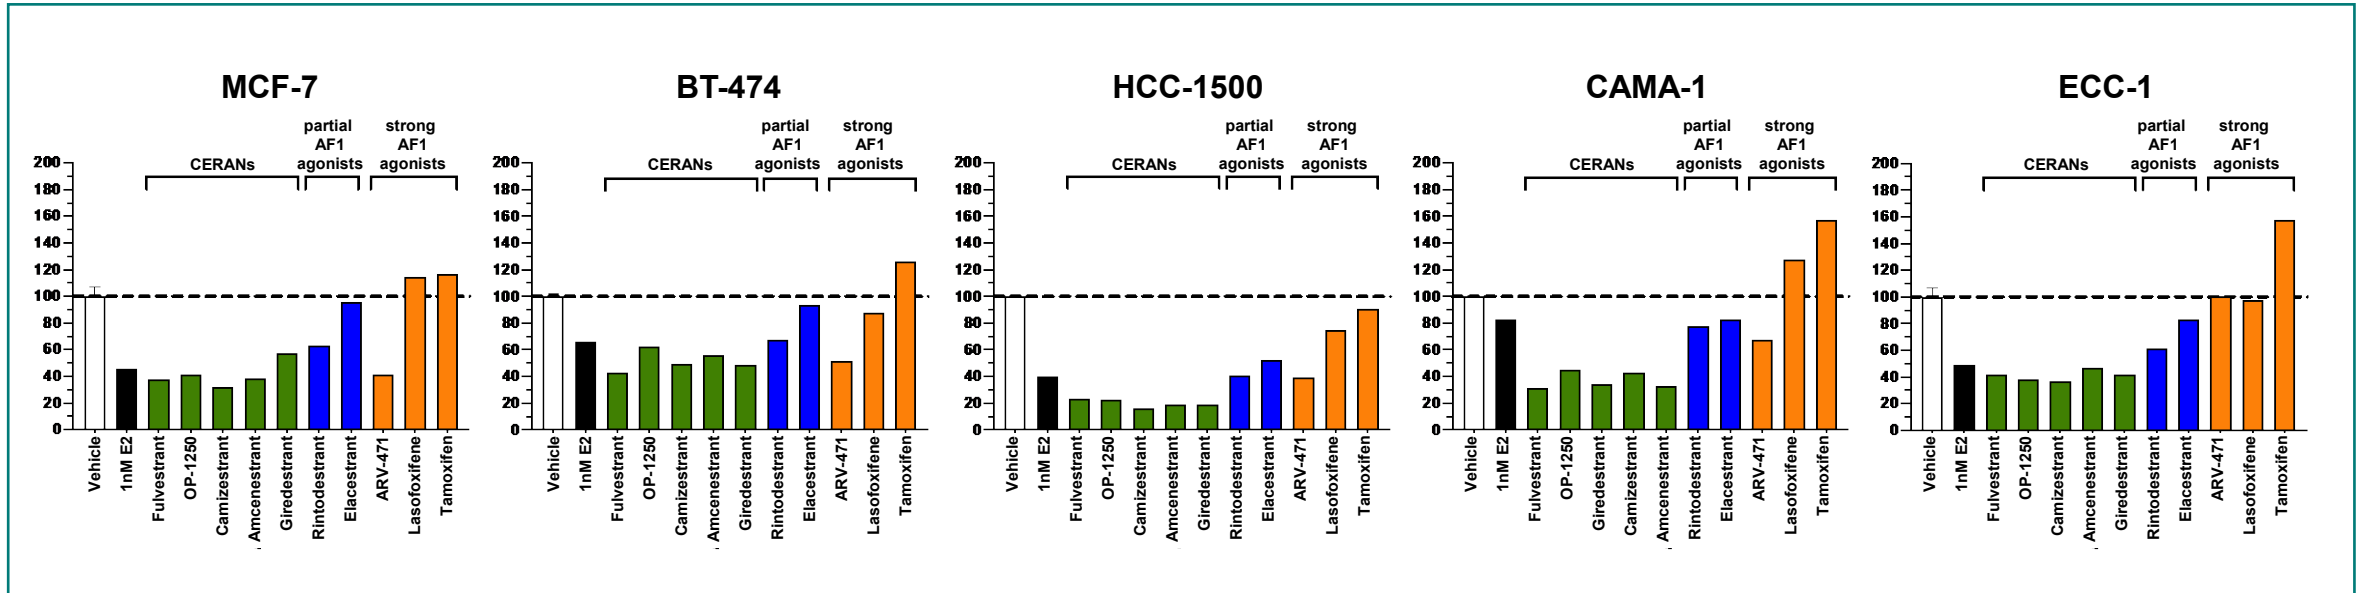 MCF-7
partial
AF1
agonists
strong
AF1
agonists
CERANs
200
180
160
140
120
100
80
60
40
20
0
Vehicle
1nM E2
Fulvestrant
OP-1250
Camizestrant
Amcenestrant
Giredestrant
Rintodestrant
Elacestrant
ARV-471
Lasofoxifene
Tamoxifen
BT-474
partial
AF1
agonists
strong
AF1
agonists
CERANs
200
180
160
140
120
100
80
60
40
20
0
Vehicle
1nM E2
Fulvestrant
OP-1250
Camizestrant
Amcenestrant
Giredestrant
Rintodestrant
Elacestrant
ARV-471
Lasofoxifene
Tamoxifen
HCC-1500
partial
AF1
agonists
strong
AF1
agonists
CERANs
200
180
160
140
120
100
80
60
40
20
0
Vehicle
1nM E2
Fulvestrant
OP-1250
Camizestrant
Amcenestrant
Giredestrant
Rintodestrant
Elacestrant
ARV-471
Lasofoxifene
Tamoxifen
CAMA-1
partial
AF1
agonists
strong
AF1
agonists
CERANs
200
180
160
140
120
100
80
60
40
20
0
Vehicle
1nM E2
Fulvestrant
OP-1250
Giredestrant
Camizestrant
Amcenestrant
Rintodestrant
Elacestrant
ARV-471
Lasofoxifene
Tamoxifen
ECC-1
partial
AF1
agonists
strong
AF1
agonists
CERANs
200
180
160
140
120
100
80
60
40
20
0
Vehicle
1nM E2
Fulvestrant
OP-1250
Camizestrant
Amcenestrant
Giredestrant
Rintodestrant
Elacestrant
ARV-471
Lasofoxifene
Tamoxifen